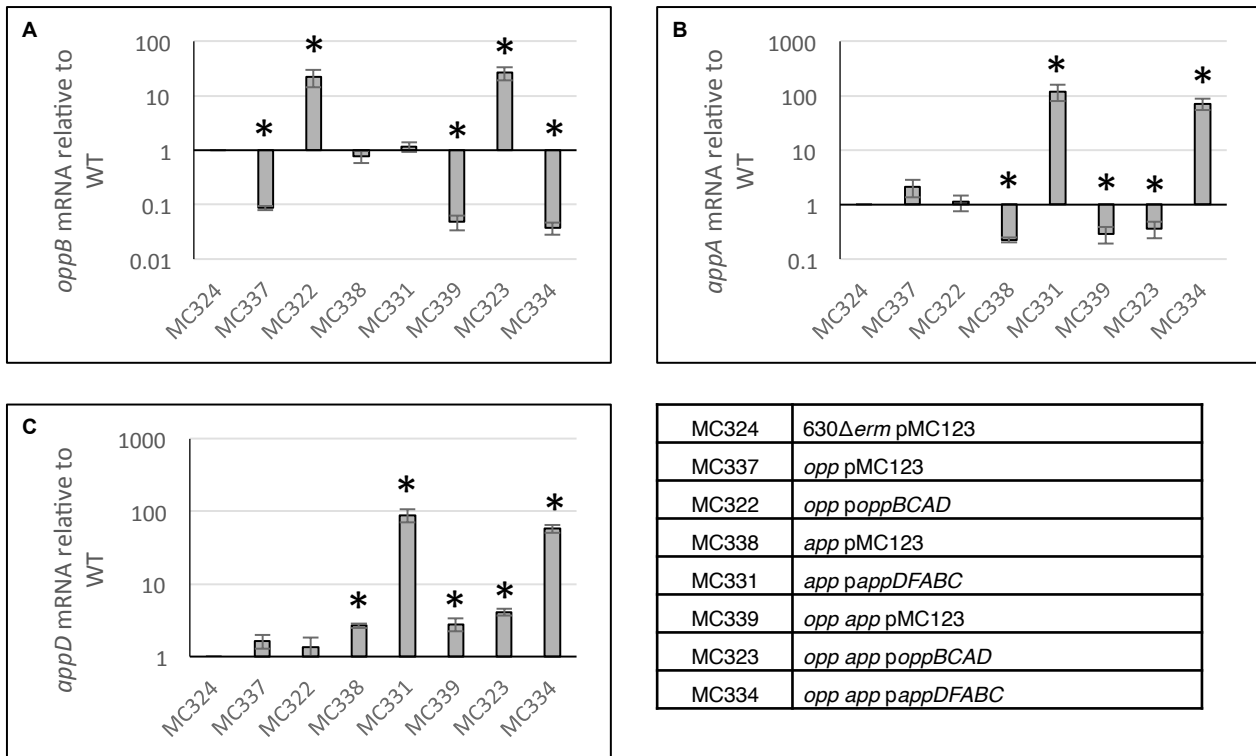 A
oppB mRNA relative to
WT
100
10
1
0.1
0.01
* * * *
*
MC324 MC337 MC322 MC338 MC331 MC339 MC323 MC334
B
appA mRNA relative to
WT
1000
100
10
1
0.1
* * * * *
MC324 MC337 MC322 MC338 MC331 MC339 MC323 MC334
C
appD mRNA relative to
WT
1000
100
10
1
* * * * *
MC324 MC337 MC322 MC338 MC331 MC339 MC323 MC334
MC324 630Δerm pMC123
MC337 opp pMC123
MC322 opp poppBCAD
MC338 app pMC123
MC331 app pappDFABC
MC339 opp app pMC123
MC323 opp app poppBCAD
MC334 opp app pappDFABC